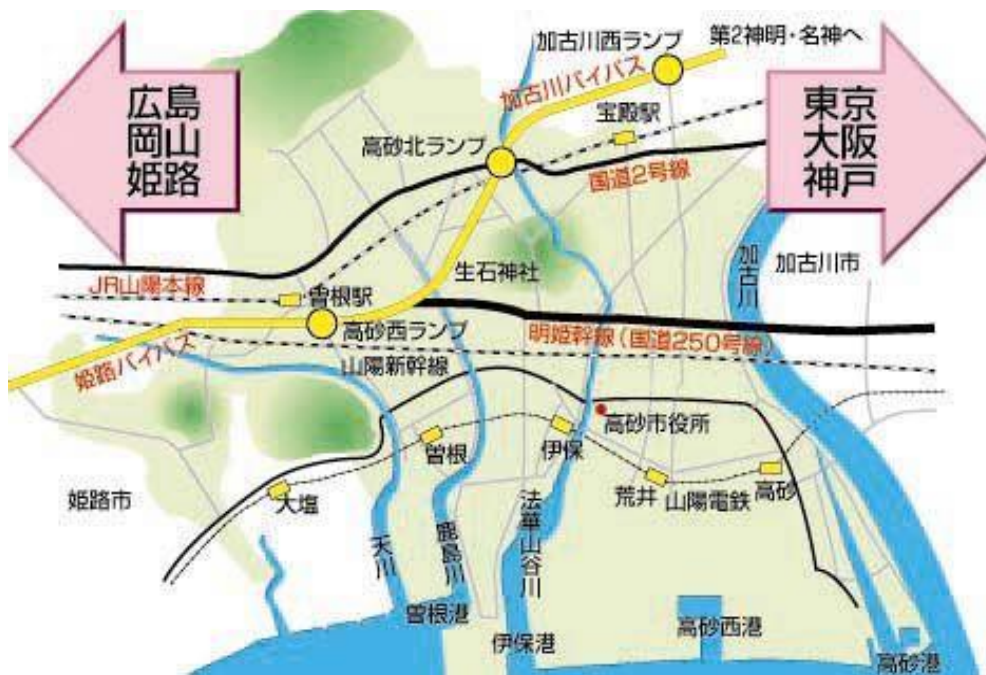 第2神明・名神へ
加古川西ランプ
加古川バイパス
広島
岡山
姫路
東京
大阪
神戸
宝殿駅
高砂北ランプ
国道2号線
生石神社
加古川
加古川市
JR山陽本線
曽根駅
高砂西ランプ
明姫幹線(国道250号線)
姫路バイパス
山陽新幹線
高砂市役所
曽根
伊保
姫路市
大塩
荒井
山陽電鉄
高砂
天川
鹿島川
法華山谷川
曽根港
伊保港
高砂西港
高砂港